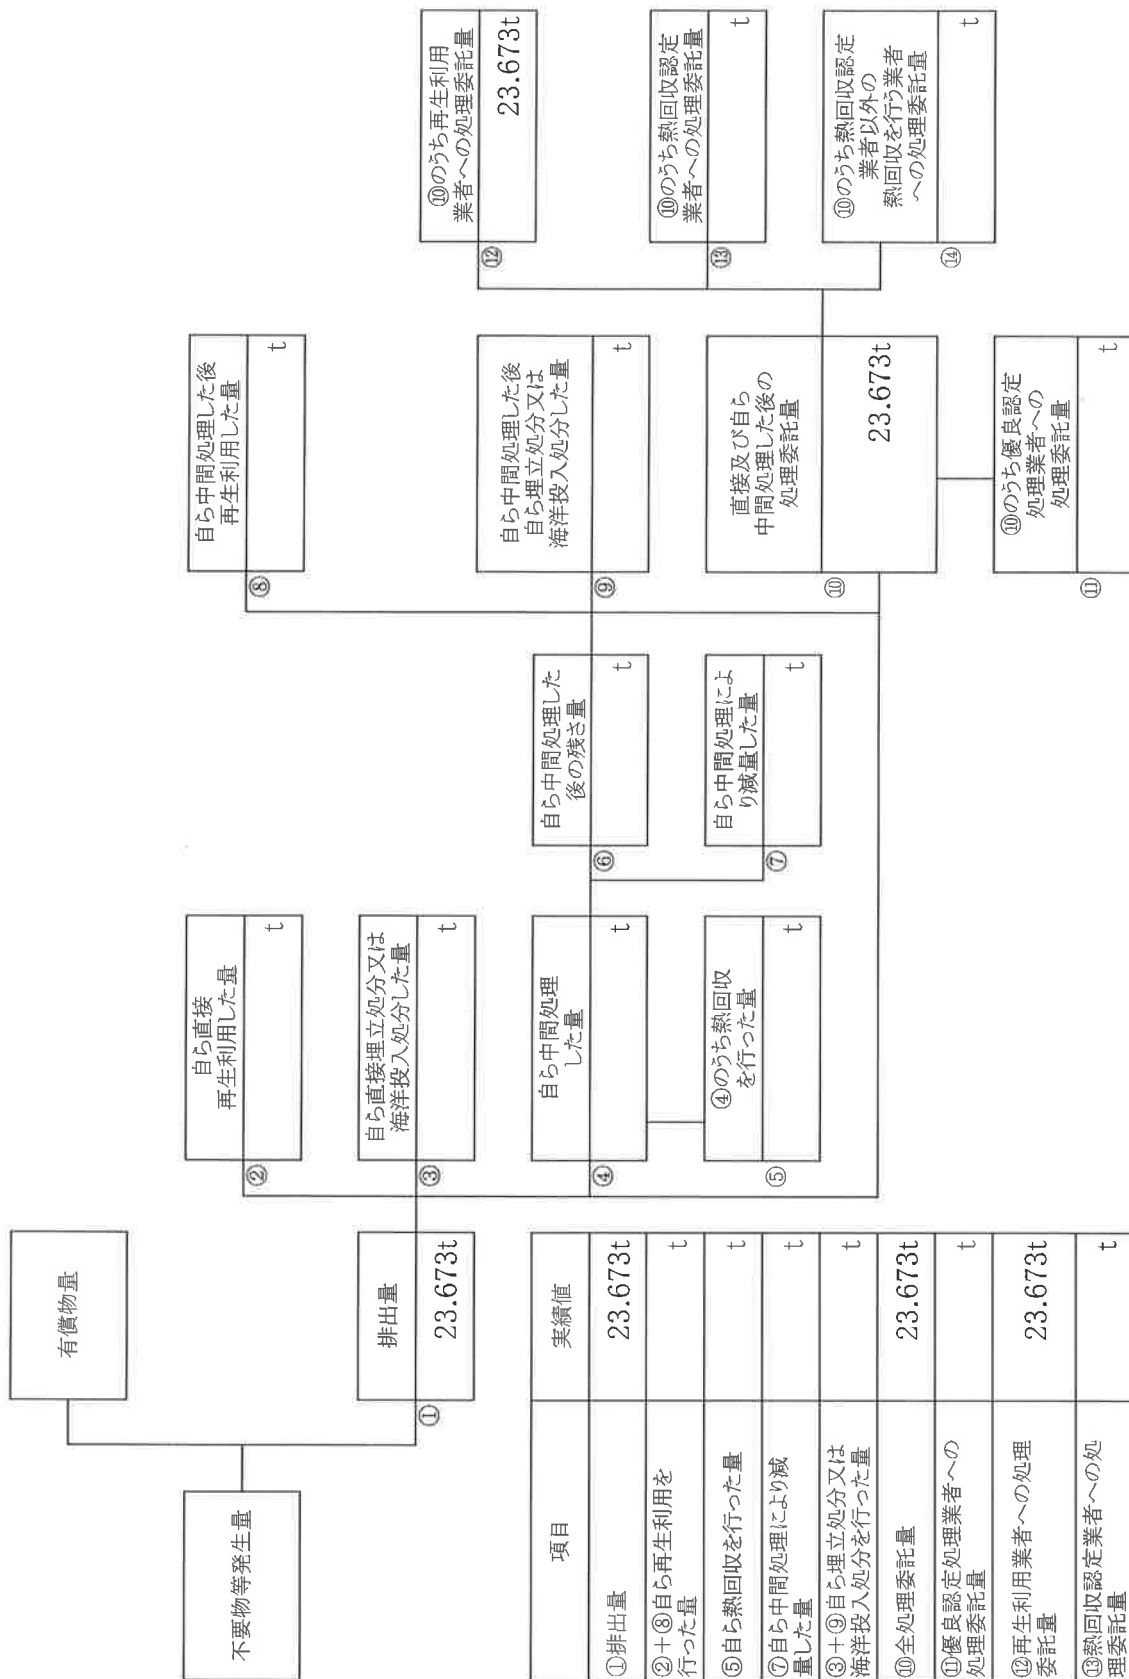 不要物等発生量
有償物量
排出量
①
23.673t
自ら直接
再生利用した量
②
t
自ら直接埋立処分又は
海洋投入処分した量
③
t
自ら中間処理
した量
④
t
④のうち熱回収
を行った量
⑤
t
自ら中間処理した
後の残さ量
⑥
t
自ら中間処理によ
り減量した量
⑦
t
自ら中間処理した後
再生利用した量
⑧
t
自ら中間処理した後
自ら埋立処分又は
海洋投入処分した量
⑨
t
直接及び自ら
中間処理した後の
処理委託量
⑩
23.673t
⑩のうち優良認定
処理業者への
処理委託量
⑪
t
⑩のうち再生利用
業者への処理委託量
⑫
23.673t
⑩のうち熱回収認定
業者への処理委託量
⑬
t
⑩のうち熱回収認定
業者以外の
熱回収を行う業者
への処理委託量
⑭
t
項目
実績値
①排出量
23.673t
②+⑧自ら再生利用を
行った量
t
⑤自ら熱回収を行った量
t
⑦自ら中間処理により減
量した量
t
③+⑨自ら埋立処分又は
海洋投入処分を行った量
t
⑩全処理委託量
23.673t
⑪優良認定処理業者への
処理委託量
t
⑫再生利用業者への処理
委託量
23.673t
⑬熱回収認定業者への処
理委託量
t